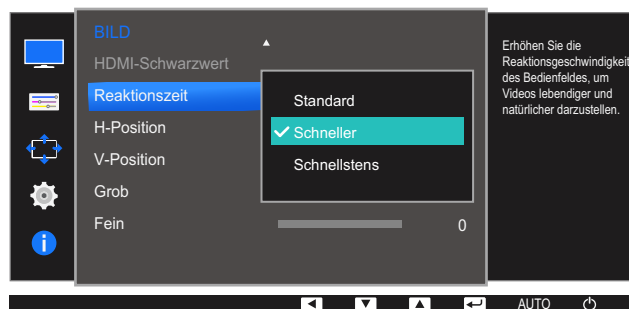 BILD
HDMI-Schwarzwert
Reaktionszeit
H-Position
V-Position
Grob
Fein
Standard
Schneller
Schnellstens
0
Erhöhen Sie die
Reaktionsgeschwindigkeit
des Bedienfeldes, um
Videos lebendiger und
natürlicher darzustellen.
AUTO